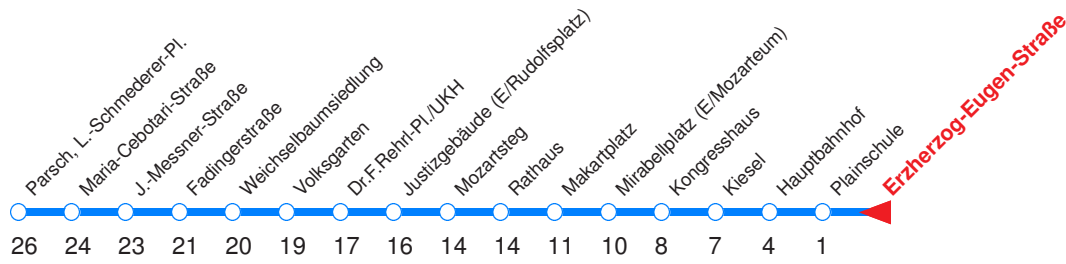 Parsch, L.-Schmederer-Pl.
Maria-Cebotari-Straße
J.-Messner-Straße
Fadingerstraße
Weichselbaumsiedlung
Volksgarten
Dr.F.Rehrl-Pl./UKH
Justizgebäude (E/Rudolfsplatz)
Mozartsteg
Rathaus
Makartplatz
Mirabellplatz (E/Mozarteum)
Kongresshaus
Kiesel
Hauptbahnhof
Plainschule
Erzherzog-Eugen-Straße
26 24 23 21 20 19 17 16 14 14 11 10 8 7 4 1